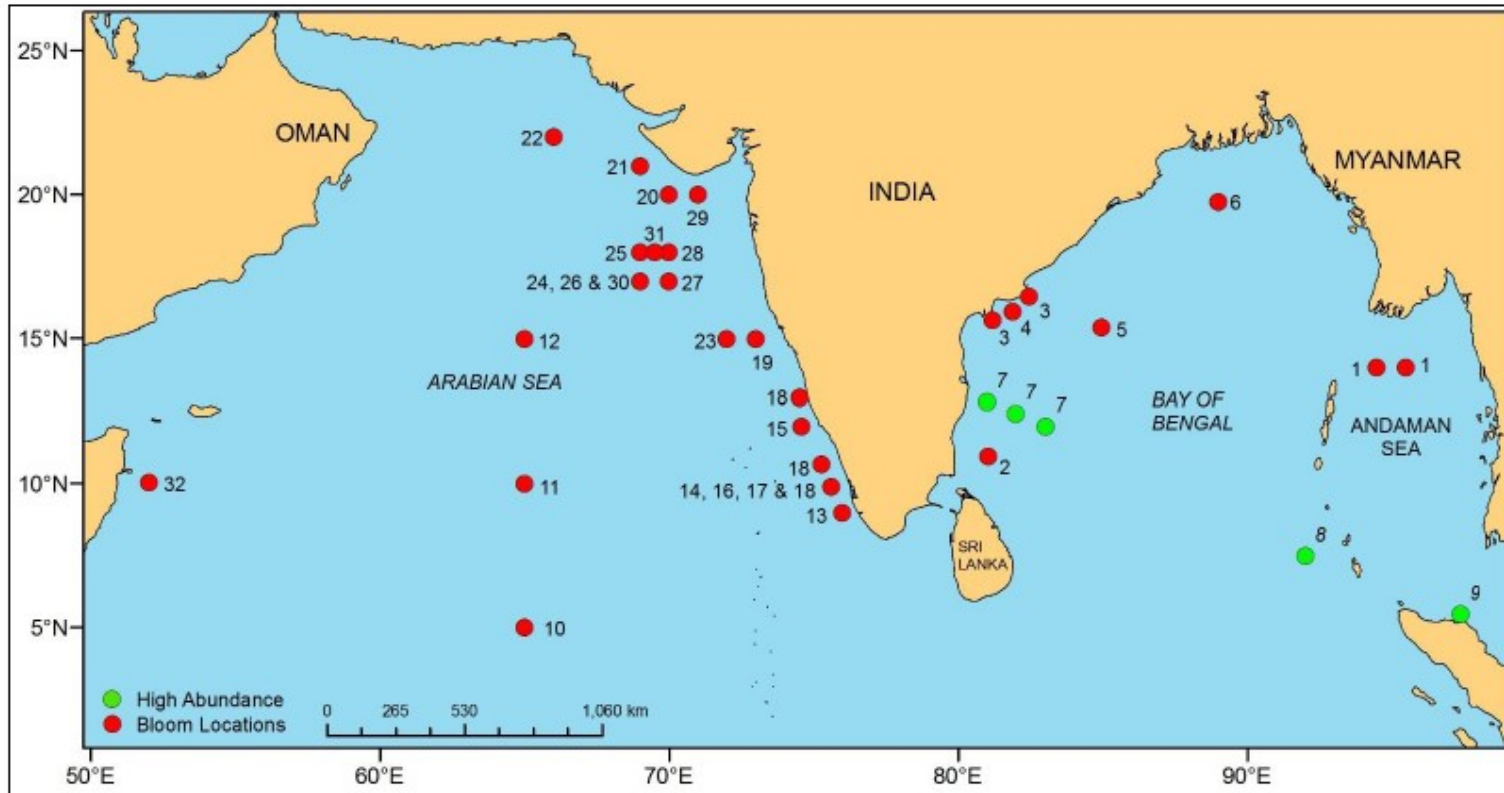 25°N
OMAN
22
MYANMAR
21
INDIA
20°N
20
29
6
31
25
28
24, 26 & 30
27
3
4
3
5
15°N
12
23
19
1
1
ARABIAN SEA
7
7
7
18
BAY OF
BENGAL
15
ANDAMAN
SEA
2
18
10°N
32
11
14, 16, 17 & 18
13
8
SRI
LANKA
9
5°N
10
High Abundance
Bloom Locations
0 265 530 1,060 km
50°E 60°E 70°E 80°E 90°E